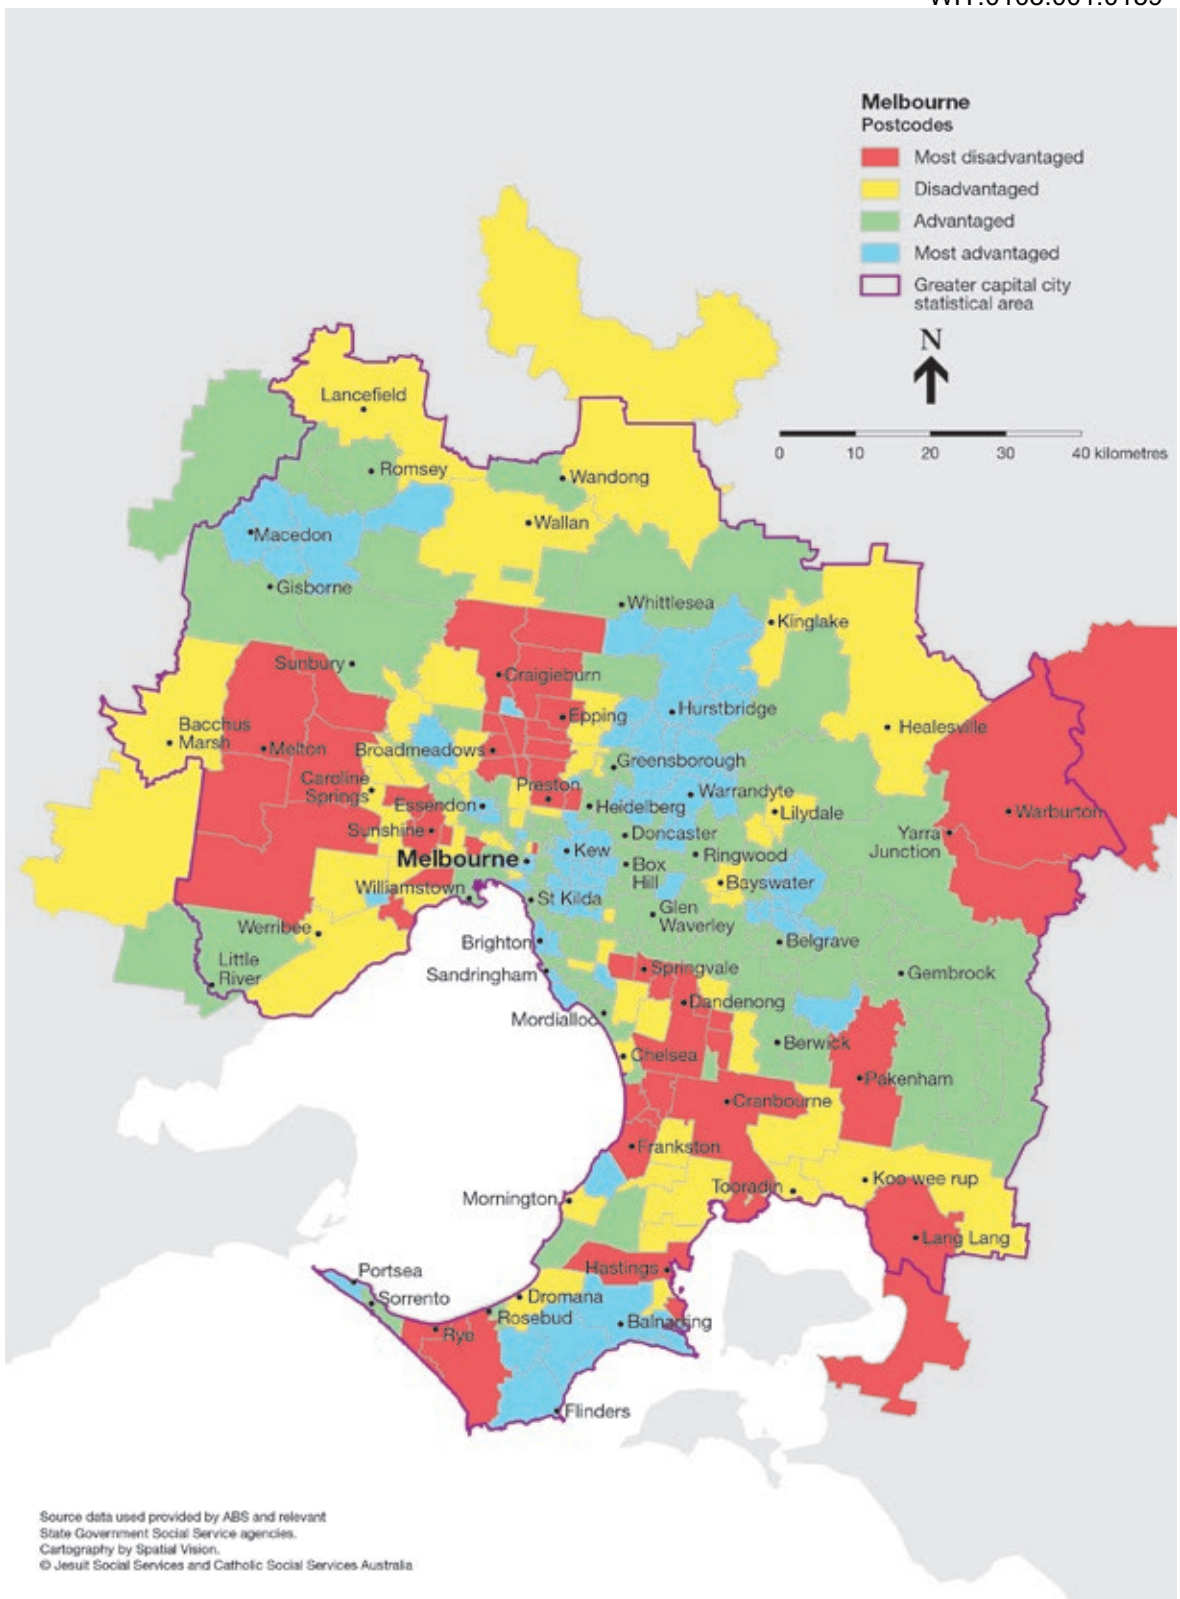 Melbourne
Postcodes
Most disadvantaged
Disadvantaged
Advantaged
Most advantaged
Greater capital city
statistical area
N
0 10 20 30 40 kilometres
Lancefield
Romsey
Wandong
Wallan
Macedon
Gisborne
Whittlesea
Kinglake
Sunbury
Craigieburn
Hurstbridge
Epping
Bacchus
Marsh
Healesville
Melton
Broadmeadows
Greensborough
Caroline
Springs
Preston
Warrandyte
Essendon
Heidelberg
Lilydale
Warburton
Sunshine
Doncaster
Yarra
Junction
Melbourne
Kew
Ringwood
Box
Hill
Williamstown
Bayswater
St Kilda
Glen
Waverley
Werribee
Brighton
Belgrave
Little
River
Sandringham
Springvale
Gembrook
Dandenong
Mordialloc
Berwick
Chelsea
Pakenham
Cranbourne
Frankston
Tooradin
Koo wee rup
Mornington
Lang Lang
Hastings
Portsea
Sorrento
Dromana
Rosebud
Balnarring
Rye
Flinders
Source data used provided by ABS and relevant
State Government Social Service agencies.
Cartography by Spatial Vision.
© Jesuit Social Services and Catholic Social Services Australia